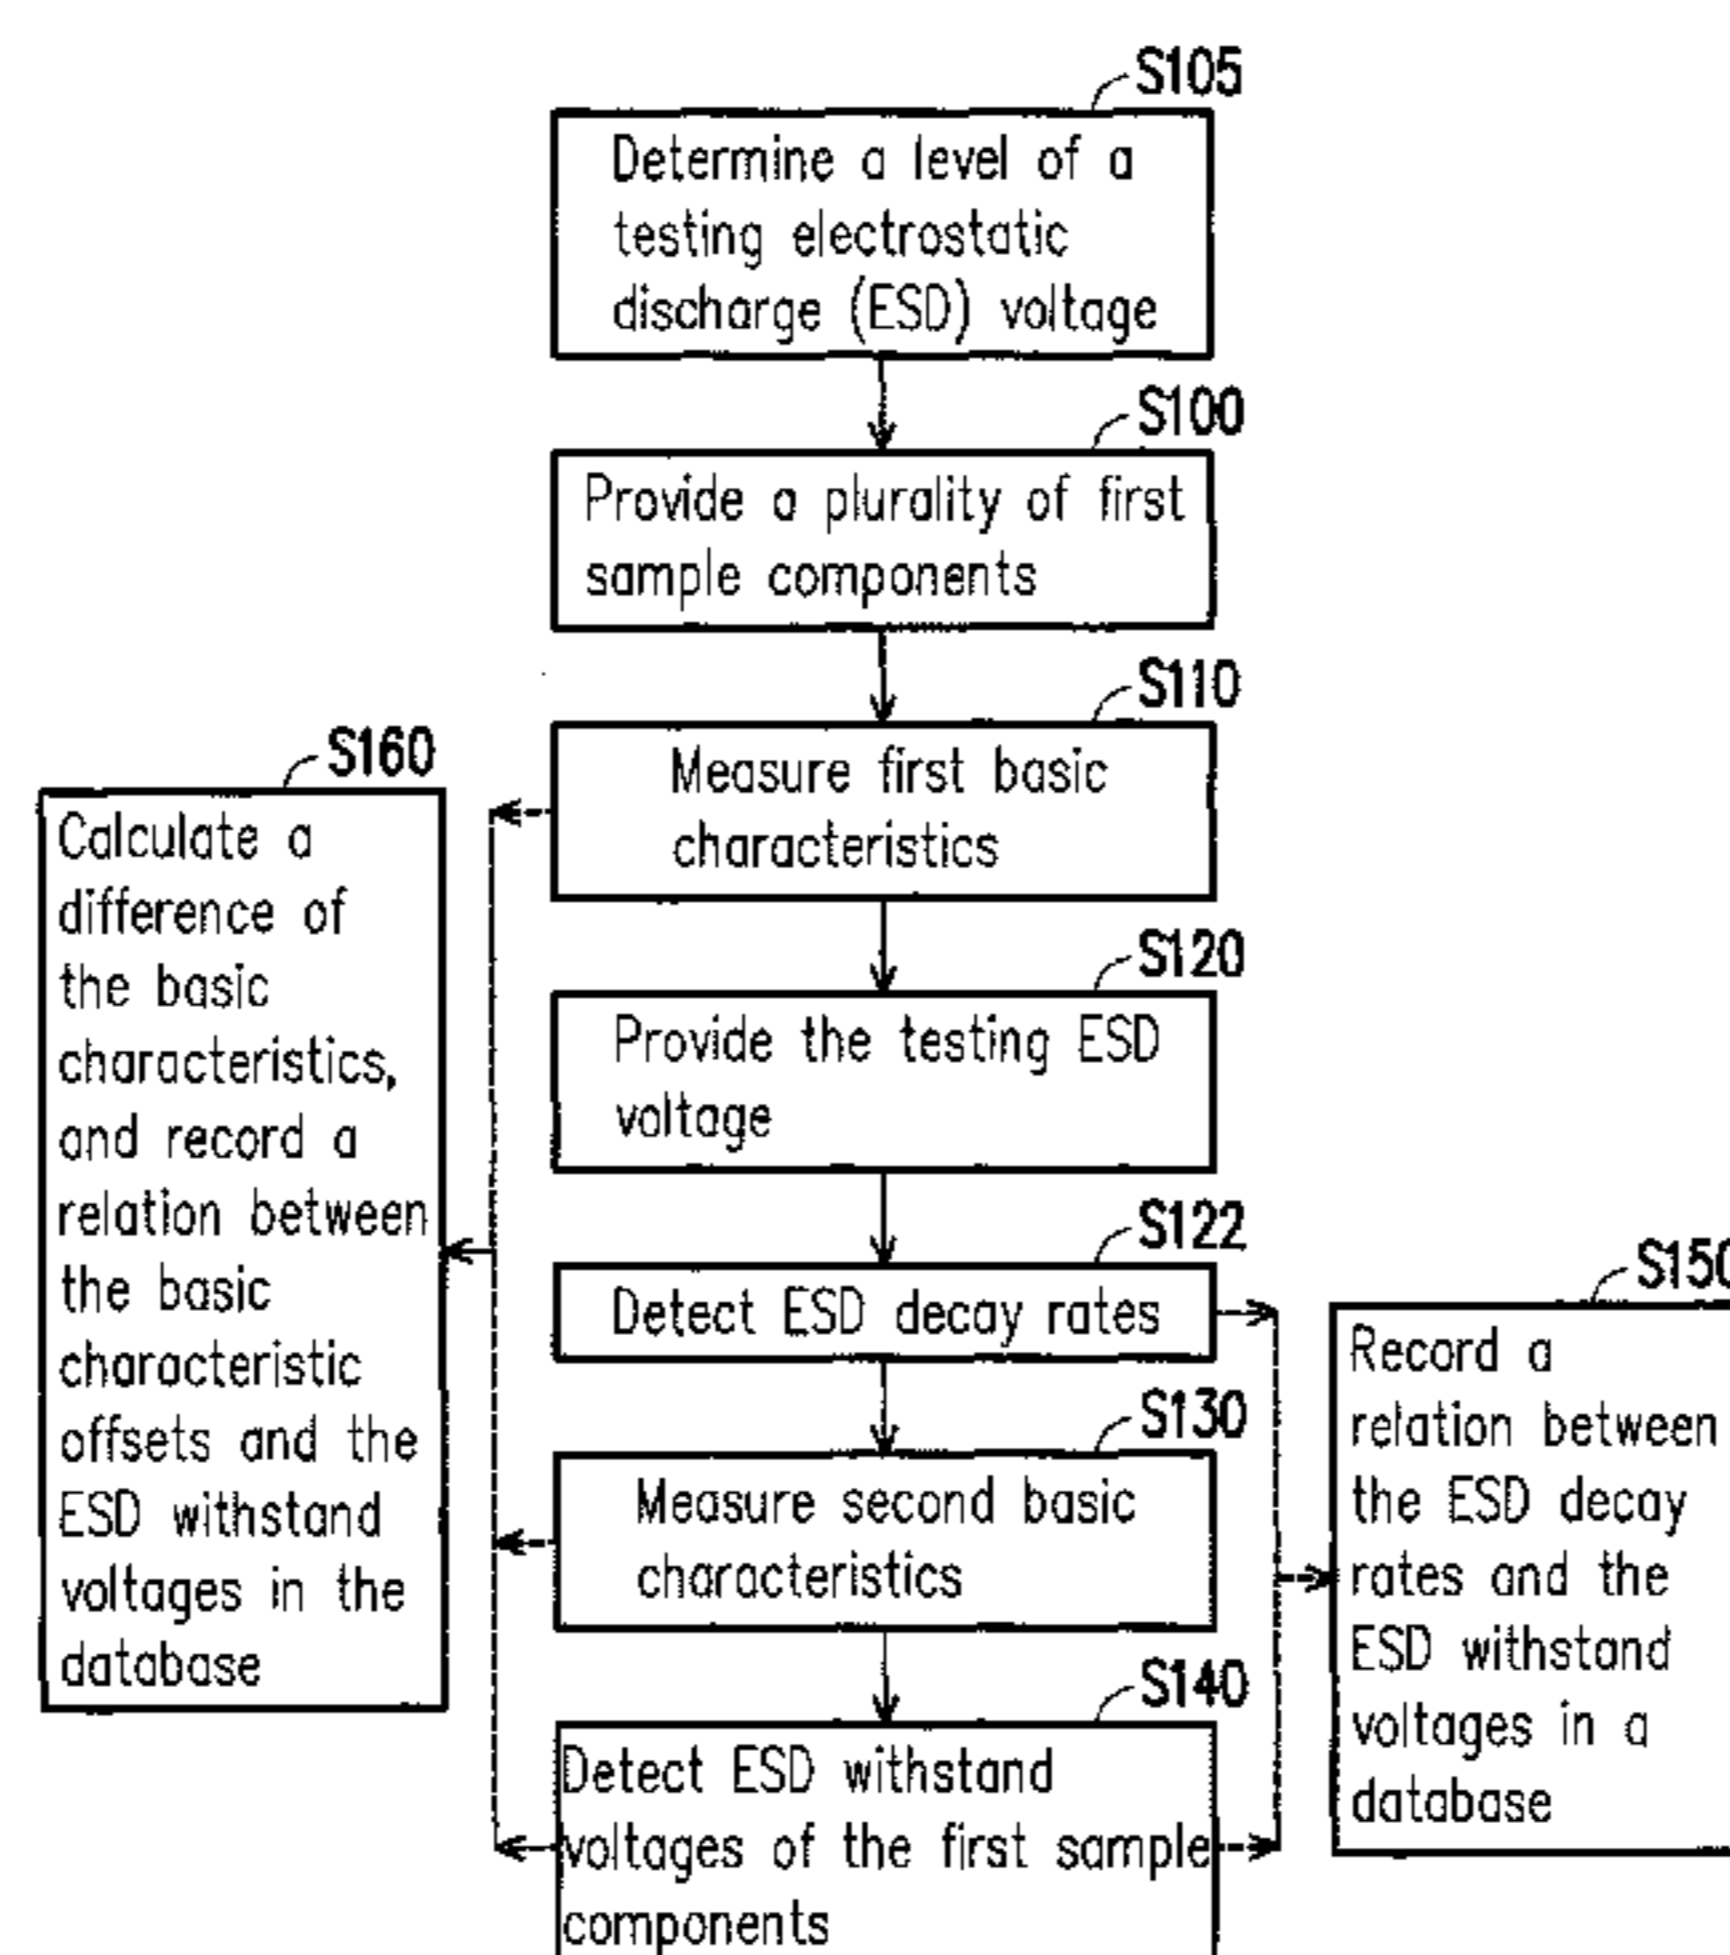 S105
Determine a level of a
testing electrostatic
discharge (ESD) voltage
S100
Provide a plurality of first
sample components
S110
Measure first basic
characteristics
S120
Provide the testing ESD
voltage
S122
Detect ESD decay rates
S130
Measure second basic
characteristics
S140
Detect ESD withstand
voltages of the first sample
components
S160
Calculate a
difference of
the basic
characteristics,
and record a
relation between
the basic
characteristic
offsets and the
ESD withstand
voltages in the
database
S150
Record a
relation between
the ESD decay
rates and the
ESD withstand
voltages in a
database